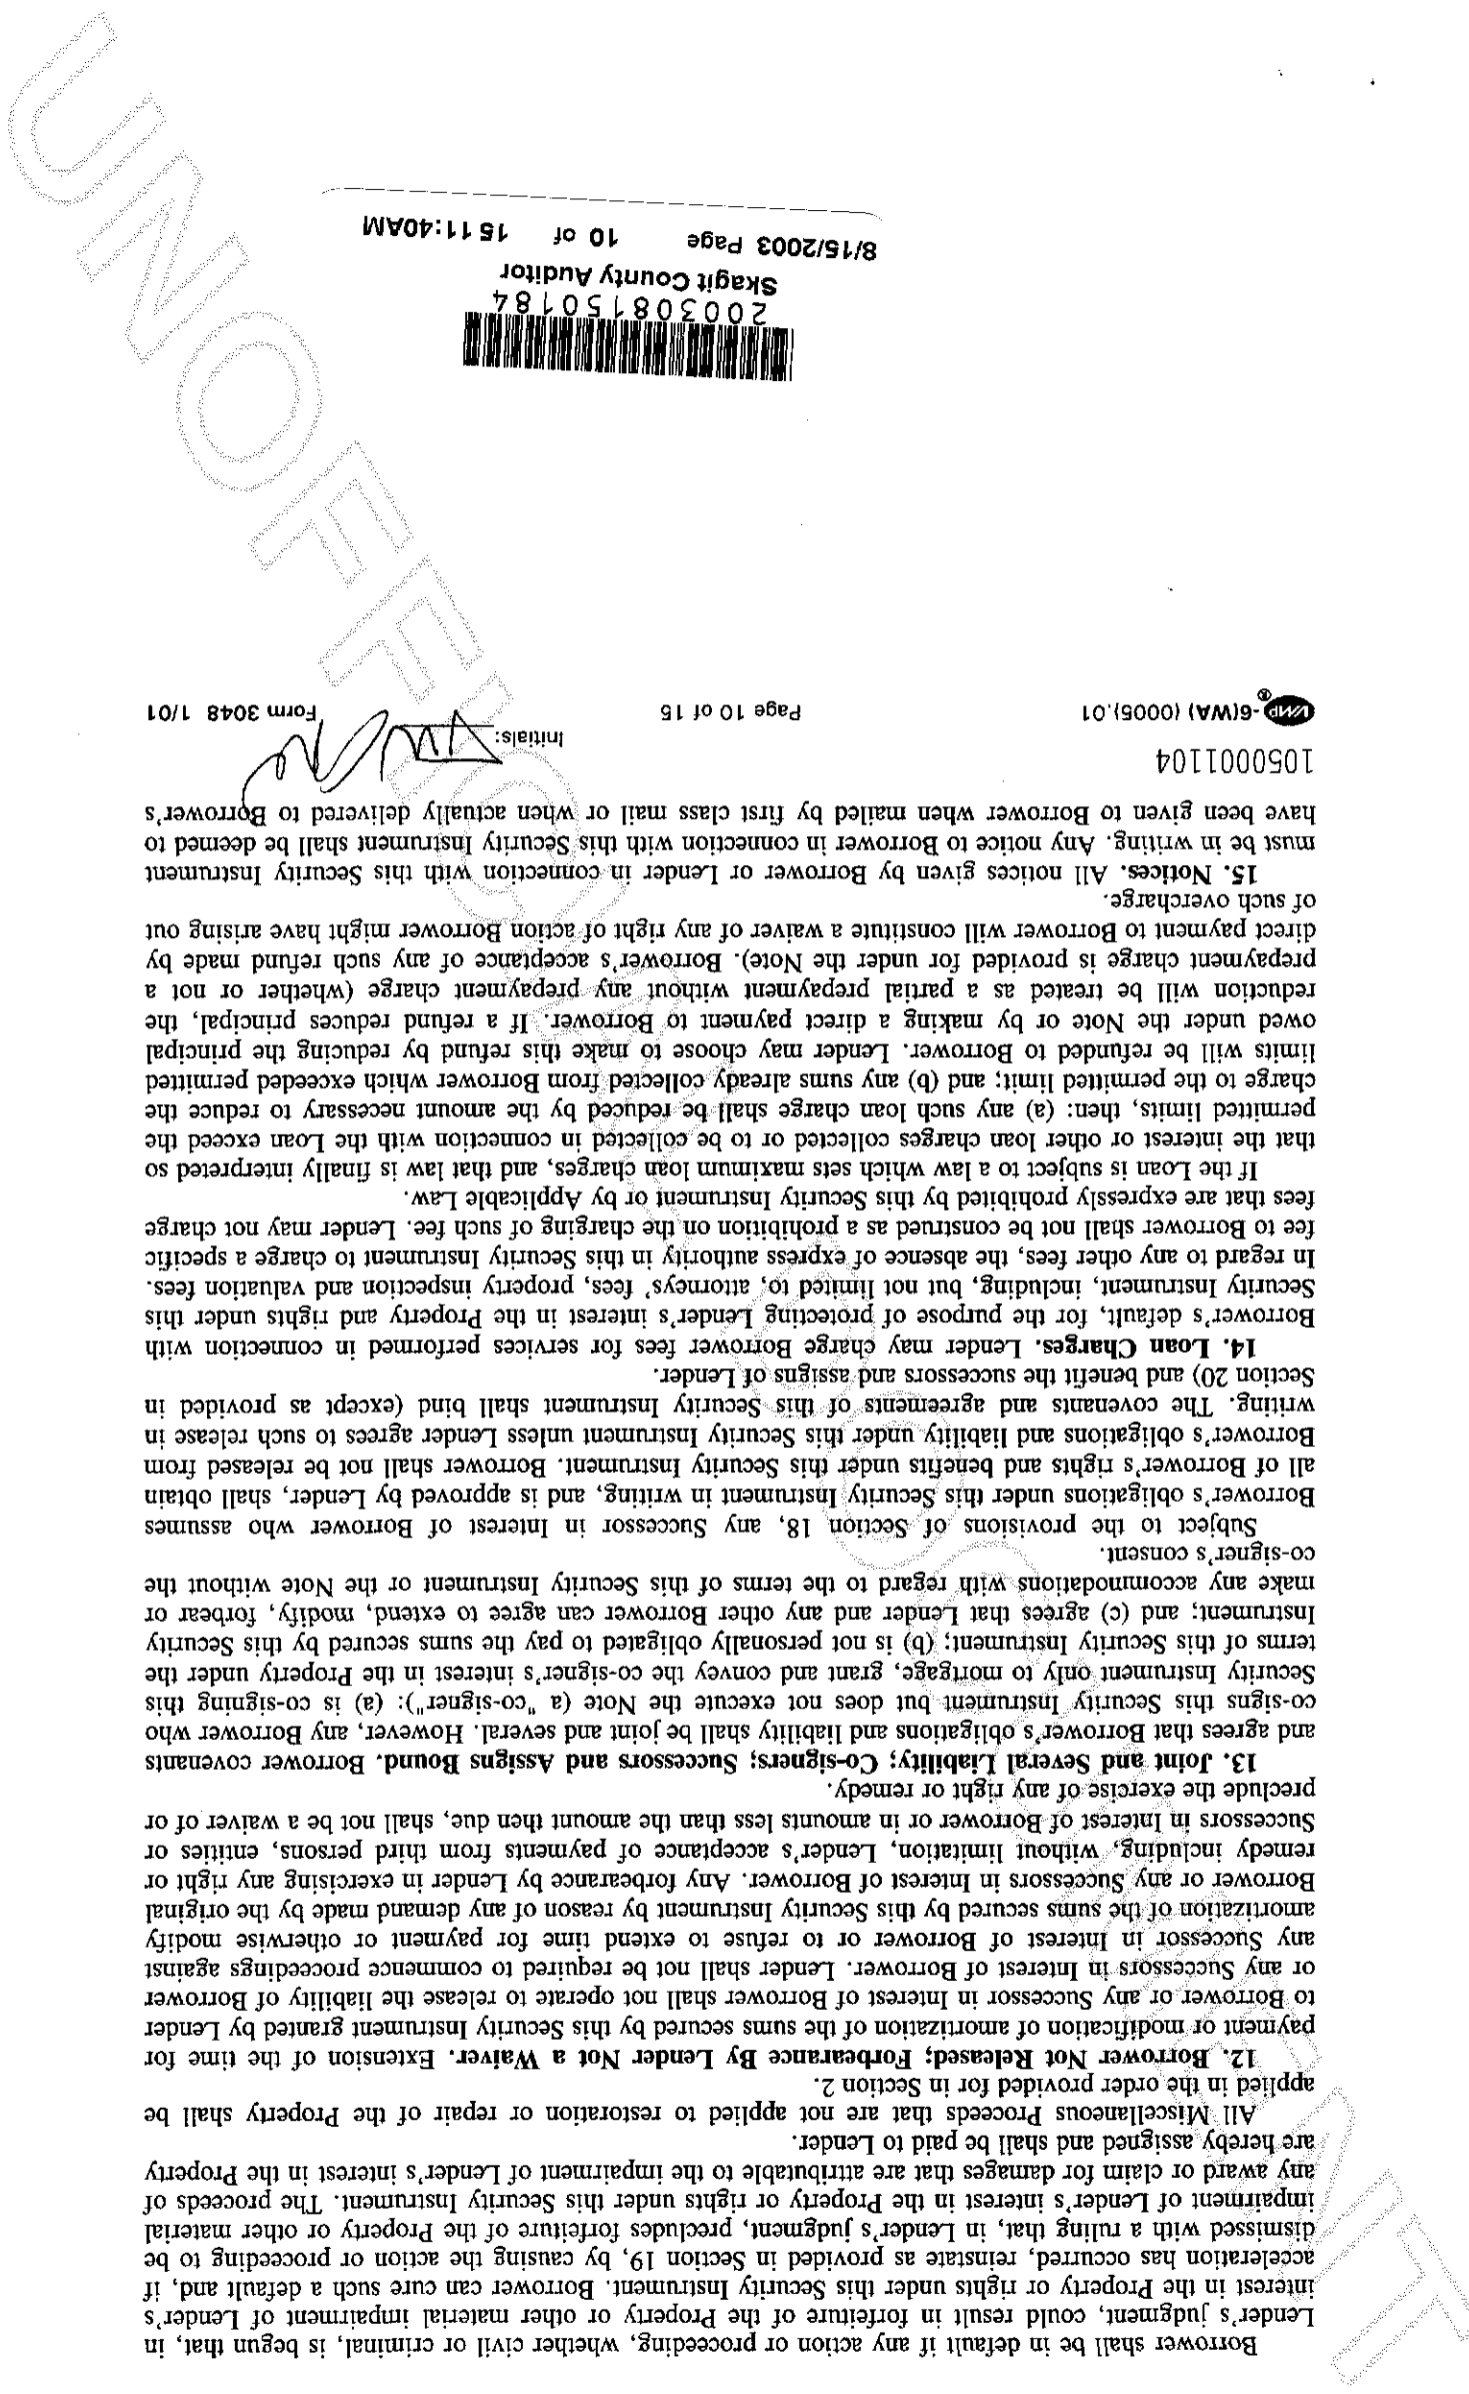 Borrower shall be in default if any action or proceeding, whether civil or criminal, is begun that, in
Lender's judgment, could result in forfeiture of the Property or other material impairment of Lender's
interest in the Property or rights under this Security Instrument. Borrower can cure such a default and, if
acceleration has occurred, reinstate as provided in Section 19, by causing the action or proceeding to be
dismissed with a ruling that, in Lender's judgment, precludes forfeiture of the Property or other material
impairment of Lender's interest in the Property or rights under this Security Instrument. The proceeds of
any award or claim for damages that are attributable to the impairment of Lender's interest in the Property
are hereby assigned and shall be paid to Lender.
All Miscellaneous Proceeds that are not applied to restoration or repair of the Property shall be
applied in the order provided for in Section 2.
12. Borrower Not Released; Forbearance By Lender Not a Waiver. Extension of the time for
payment or modification of amortization of the sums secured by this Security Instrument granted by Lender
to Borrower or any Successor in Interest of Borrower shall not operate to release the liability of Borrower
or any Successors in Interest of Borrower. Lender shall not be required to commence proceedings against
any Successor in Interest of Borrower or to refuse to extend time for payment or otherwise modify
amortization of the sums secured by this Security Instrument by reason of any demand made by the original
Borrower or any Successors in Interest of Borrower. Any forbearance by Lender in exercising any right or
remedy including, without limitation, Lender's acceptance of payments from third persons, entities or
Successors in Interest of Borrower or in amounts less than the amount then due, shall not be a waiver of or
preclude the exercise of any right or remedy.
13. Joint and Several Liability; Co-signers; Successors and Assigns Bound. Borrower covenants
and agrees that Borrower's obligations and liability shall be joint and several. However, any Borrower who
co-signs this Security Instrument but does not execute the Note (a "co-signer"): (a) is co-signing this
Security Instrument only to mortgage, grant and convey the co-signer's interest in the Property under the
terms of this Security Instrument; (b) is not personally obligated to pay the sums secured by this Security
Instrument; and (c) agrees that Lender and any other Borrower can agree to extend, modify, forbear or
make any accommodations with regard to the terms of this Security Instrument or the Note without the
co-signer's consent.
Subject to the provisions of Section 18, any Successor in Interest of Borrower who assumes
Borrower's obligations under this Security Instrument in writing, and is approved by Lender, shall obtain
all of Borrower's rights and benefits under this Security Instrument. Borrower shall not be released from
Borrower's obligations and liability under this Security Instrument unless Lender agrees to such release in
writing. The covenants and agreements of this Security Instrument shall bind (except as provided in
Section 20) and benefit the successors and assigns of Lender.
14. Loan Charges. Lender may charge Borrower fees for services performed in connection with
Borrower's default, for the purpose of protecting Lender's interest in the Property and rights under this
Security Instrument, including, but not limited to, attorneys' fees, property inspection and valuation fees.
In regard to any other fees, the absence of express authority in this Security Instrument to charge a specific
fee to Borrower shall not be construed as a prohibition on the charging of such fee. Lender may not charge
fees that are expressly prohibited by this Security Instrument or by Applicable Law.
If the Loan is subject to a law which sets maximum loan charges, and that law is finally interpreted so
that the interest or other loan charges collected or to be collected in connection with the Loan exceed the
permitted limits, then: (a) any such loan charge shall be reduced by the amount necessary to reduce the
charge to the permitted limit; and (b) any sums already collected from Borrower which exceeded permitted
limits will be refunded to Borrower. Lender may choose to make this refund by reducing the principal
owed under the Note or by making a direct payment to Borrower. If a refund reduces principal, the
reduction will be treated as a partial prepayment without any prepayment charge (whether or not a
prepayment charge is provided for under the Note). Borrower's acceptance of any such refund made by
direct payment to Borrower will constitute a waiver of any right of action Borrower might have arising out
of such overcharge.
15. Notices. All notices given by Borrower or Lender in connection with this Security Instrument
must be in writing. Any notice to Borrower in connection with this Security Instrument shall be deemed to
have been given to Borrower when mailed by first class mail or when actually delivered to Borrower's
1050001104
Initials:
VMP®-6(WA) (0005).01 Page 10 of 15 Form 3048 1/01
200308150184
Skagit County Auditor
8/15/2003 Page 10 of 15 11:40AM
UNOFFICIAL DOCUMENT